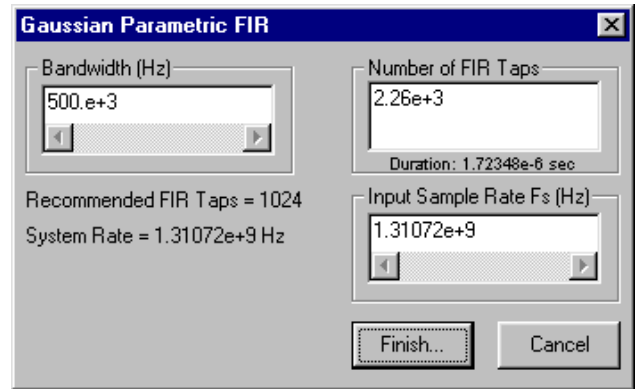 Gaussian Parametric FIR
Bandwidth (Hz)
500.e+3
Number of FIR Taps
2.26e+3
Duration: 1.72348e-6 sec
Recommended FIR Taps = 1024
System Rate = 1.31072e+9 Hz
Input Sample Rate Fs (Hz)
1.31072e+9
Finish...
Cancel